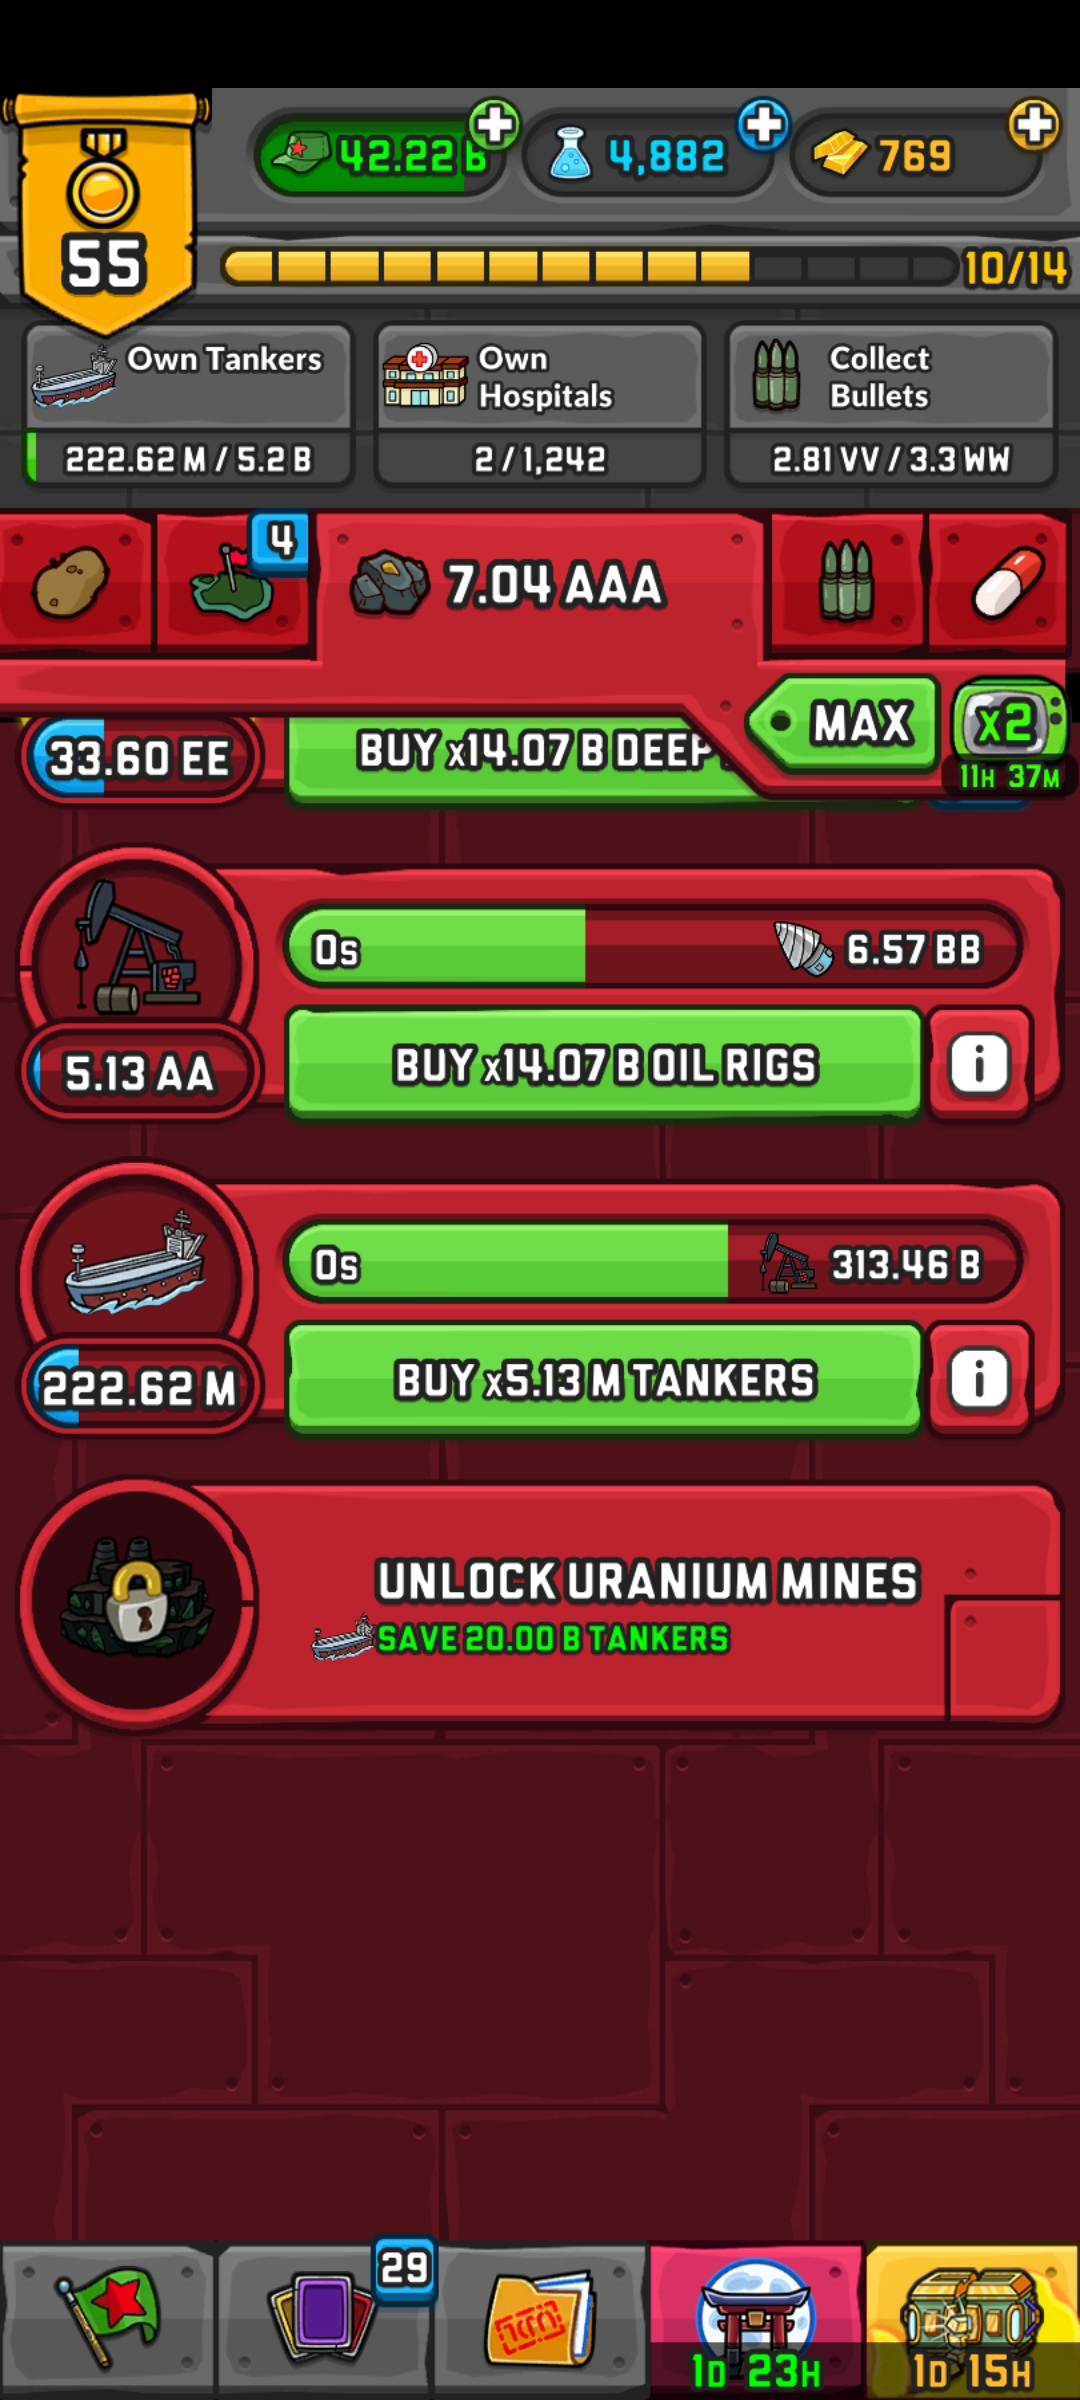 42.22 B
4,882
769
55
10/14
Own Tankers
222.62 M / 5.2 B
Own
Hospitals
2 / 1,242
Collect
Bullets
2.81 VV / 3.3 WW
4
7.04 AAA
MAX
x2
11H 37M
33.60 EE
BUY x14.07 B DEEP
0s
6.57 BB
5.13 AA
BUY x14.07 B OIL RIGS
i
0s
313.46 B
222.62 M
BUY x5.13 M TANKERS
i
UNLOCK URANIUM MINES
SAVE 20.00 B TANKERS
29
1D 23H
1D 15H